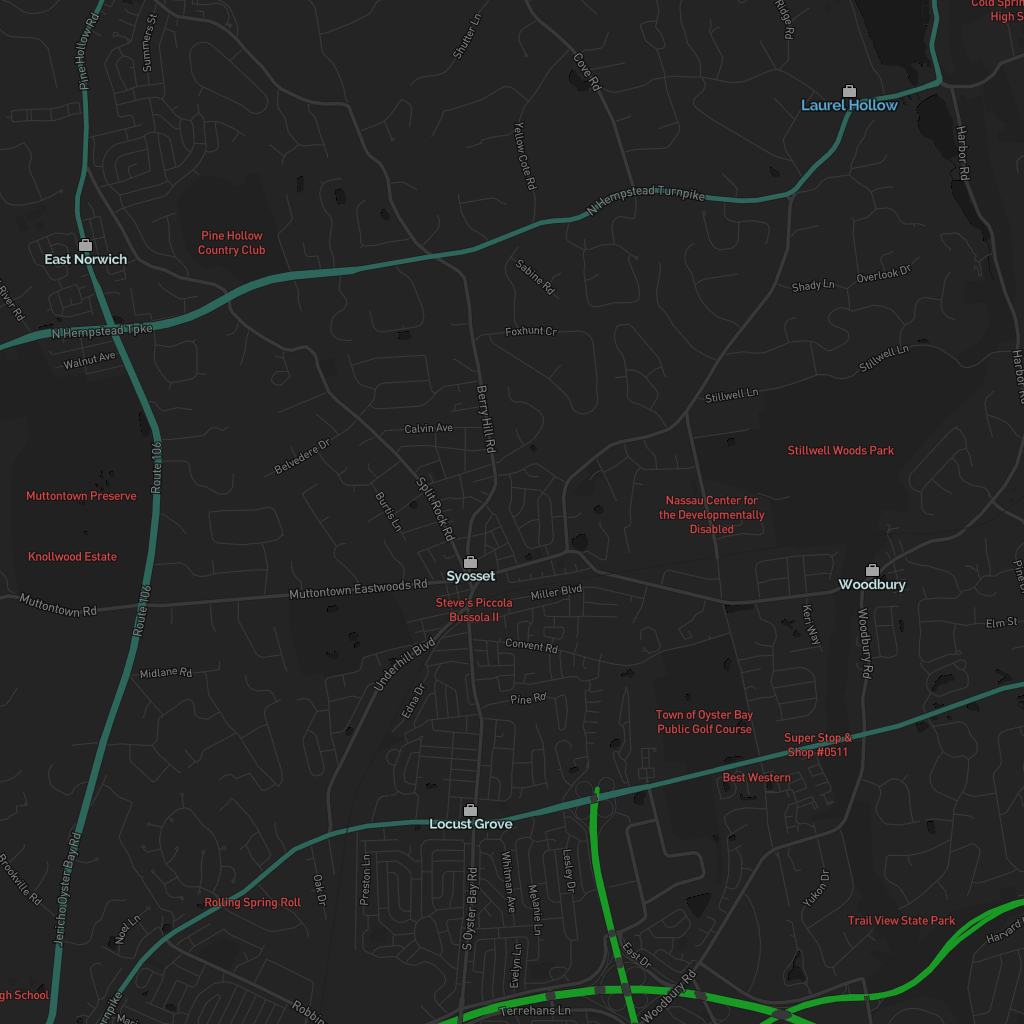 Cold Sprin
High S
Pine Hollow Rd
Summers St
Shutter Ln
Ridge Rd
Cove Rd
Laurel Hollow
Harbor Rd
Yellow Cote Rd
N Hempstead Turnpike
Pine Hollow
Country Club
East Norwich
Sabine Rd
Shady Ln
Overlook Dr
River Rd
N Hempstead Tpke
Walnut Ave
Foxhunt Cr
Stillwell Ln
Harbor Rd
Stillwell Ln
Berry Hill Rd
Calvin Ave
Belvedere Dr
Stillwell Woods Park
Route 106
Split Rock Rd
Burtis Ln
Muttontown Preserve
Nassau Center for
the Developmentally
Disabled
Knollwood Estate
Syosset
Woodbury
Muttontown Eastwoods Rd
Miller Blvd
Muttontown Rd
Route 106
Steve's Piccola
Bussola II
Keri Way
Woodbury Rd
Elm St
Convent Rd
Underhill Blvd
Midlane Rd
Edna Dr
Pine Rd
Town of Oyster Bay
Public Golf Course
Super Stop &
Shop #0511
Best Western
Locust Grove
Jericho Oyster Bay Rd
Brookville Rd
Preston Ln
Oak Dr
Whitman Ave
Lesley Dr
Melanie Ln
Yukon Dr
Rolling Spring Roll
S Oyster Bay Rd
Trail View State Park
Noel Ln
Harvard
East Dr
Evelyn Ln
gh School
rnpike
Robbin
Terrehans Ln
Woodbury Rd